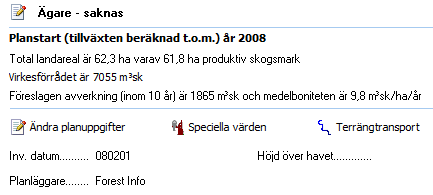 Ägare - saknas
Planstart (tillväxten beräknad t.o.m.) år 2008
Total landareal är 62,3 ha varav 61,8 ha produktiv skogsmark
Virkesförrådet är 7055 m³sk
Föreslagen avverkning (inom 10 år) är 1865 m³sk och medelboniteten är 9,8 m³sk/ha/år
Ändra planuppgifter Speciella värden Terrängtransport
Inv. datum......... 080201 Höjd över havet.............
Planläggare........ Forest Info